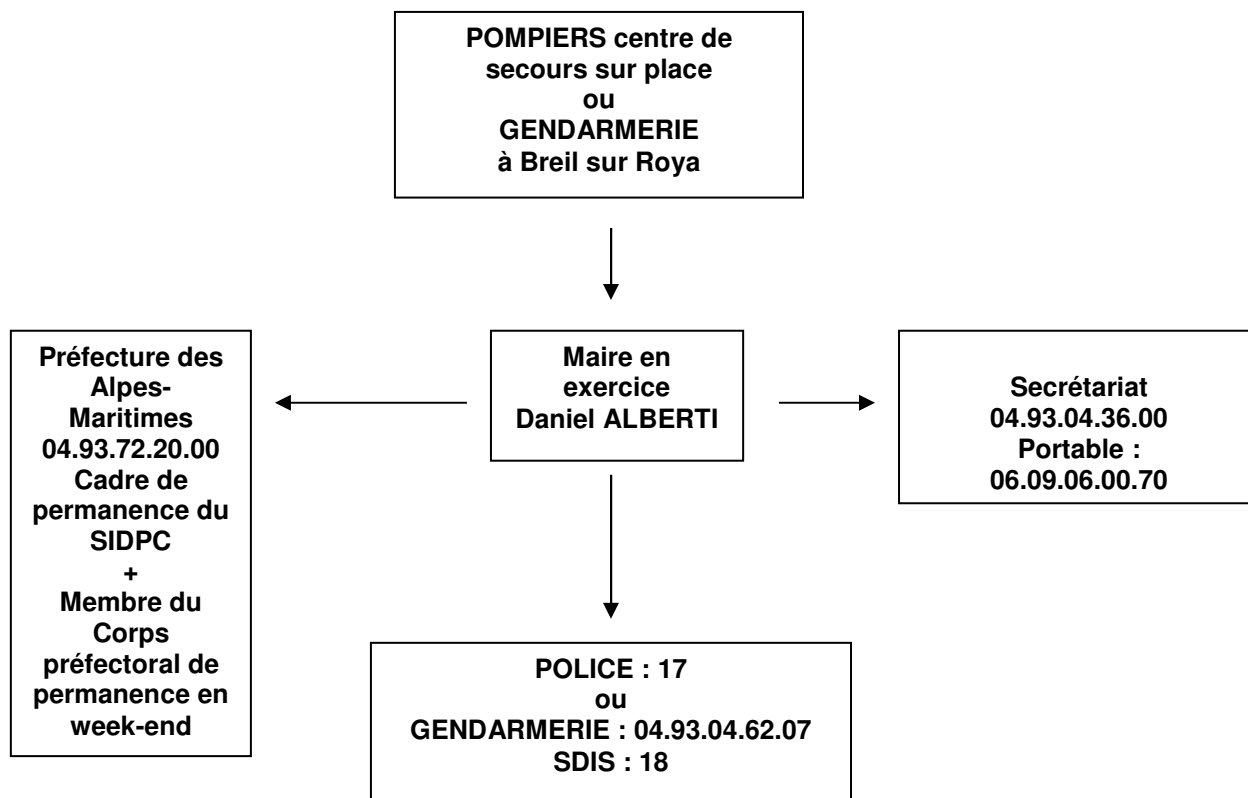 POMPIERS centre de
secours sur place
ou
GENDARMERIE
à Breil sur Roya
Préfecture des
Alpes-
Maritimes
04.93.72.20.00
Cadre de
permanence du
SIDPC
+
Membre du
Corps
préfectoral de
permanence en
week-end
Maire en
exercice
Daniel ALBERTI
Secrétariat
04.93.04.36.00
Portable :
06.09.06.00.70
POLICE : 17
ou
GENDARMERIE : 04.93.04.62.07
SDIS : 18